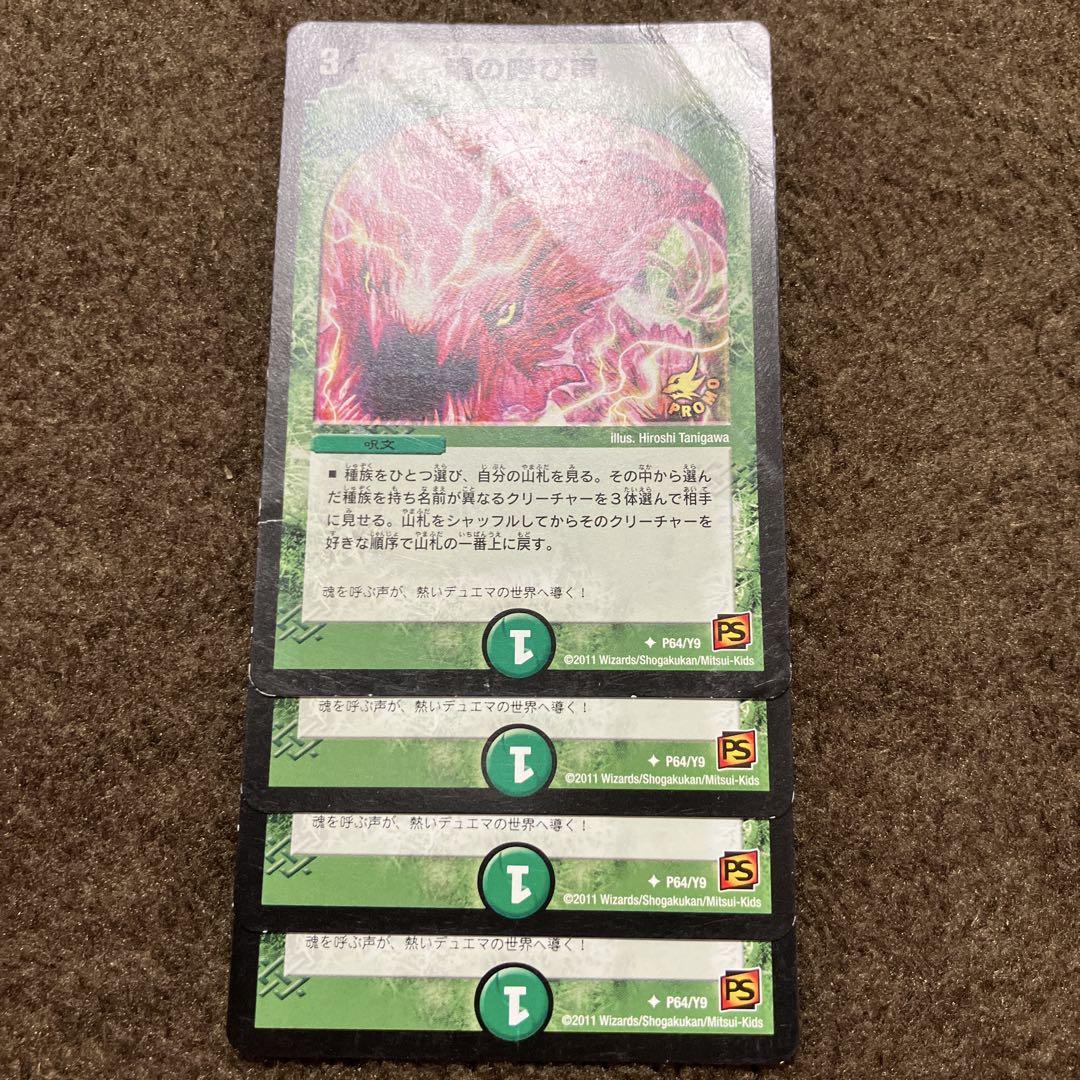 3
魂の呼び声
PROMO
呪文
illus. Hiroshi Tanigawa
■ 種族をひとつ選び、自分の山札を見る。その中から選ん
だ種族を持ち名前が異なるクリーチャーを3体選んで相手
に見せる。山札をシャッフルしてからそのクリーチャーを
好きな順序で山札の一番上に戻す。
魂を呼ぶ声が、熱いデュエマの世界へ導く!
1
P64/Y9
PS
©2011 Wizards/Shogakukan/Mitsui-Kids
魂を呼ぶ声が、熱いデュエマの世界へ導く!
1
P64/Y9
PS
©2011 Wizards/Shogakukan/Mitsui-Kids
魂を呼ぶ声が、熱いデュエマの世界へ導く!
1
P64/Y9
PS
©2011 Wizards/Shogakukan/Mitsui-Kids
魂を呼ぶ声が、熱いデュエマの世界へ導く!
1
P64/Y9
PS
©2011 Wizards/Shogakukan/Mitsui-Kids